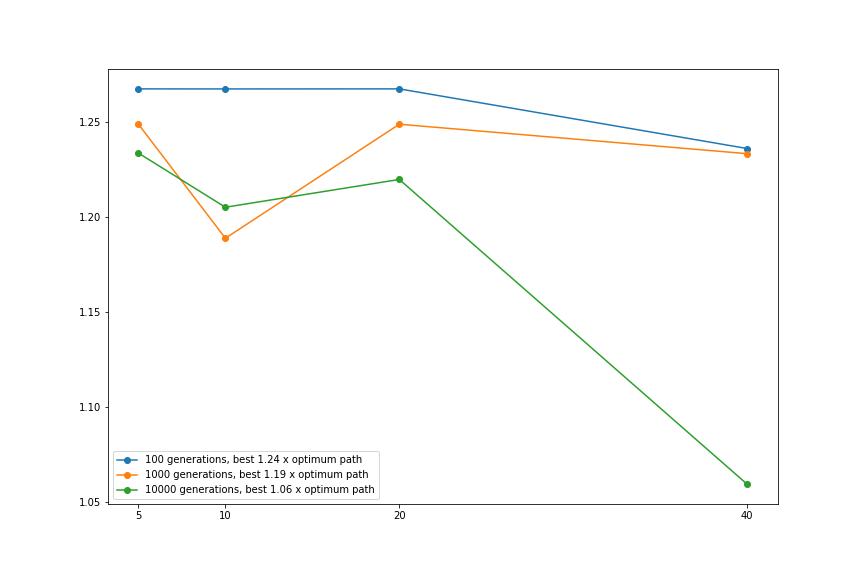 1.25
1.20
1.15
1.10
1.05
100 generations, best 1.24 x optimum path
1000 generations, best 1.19 x optimum path
10000 generations, best 1.06 x optimum path
5 10 20 40